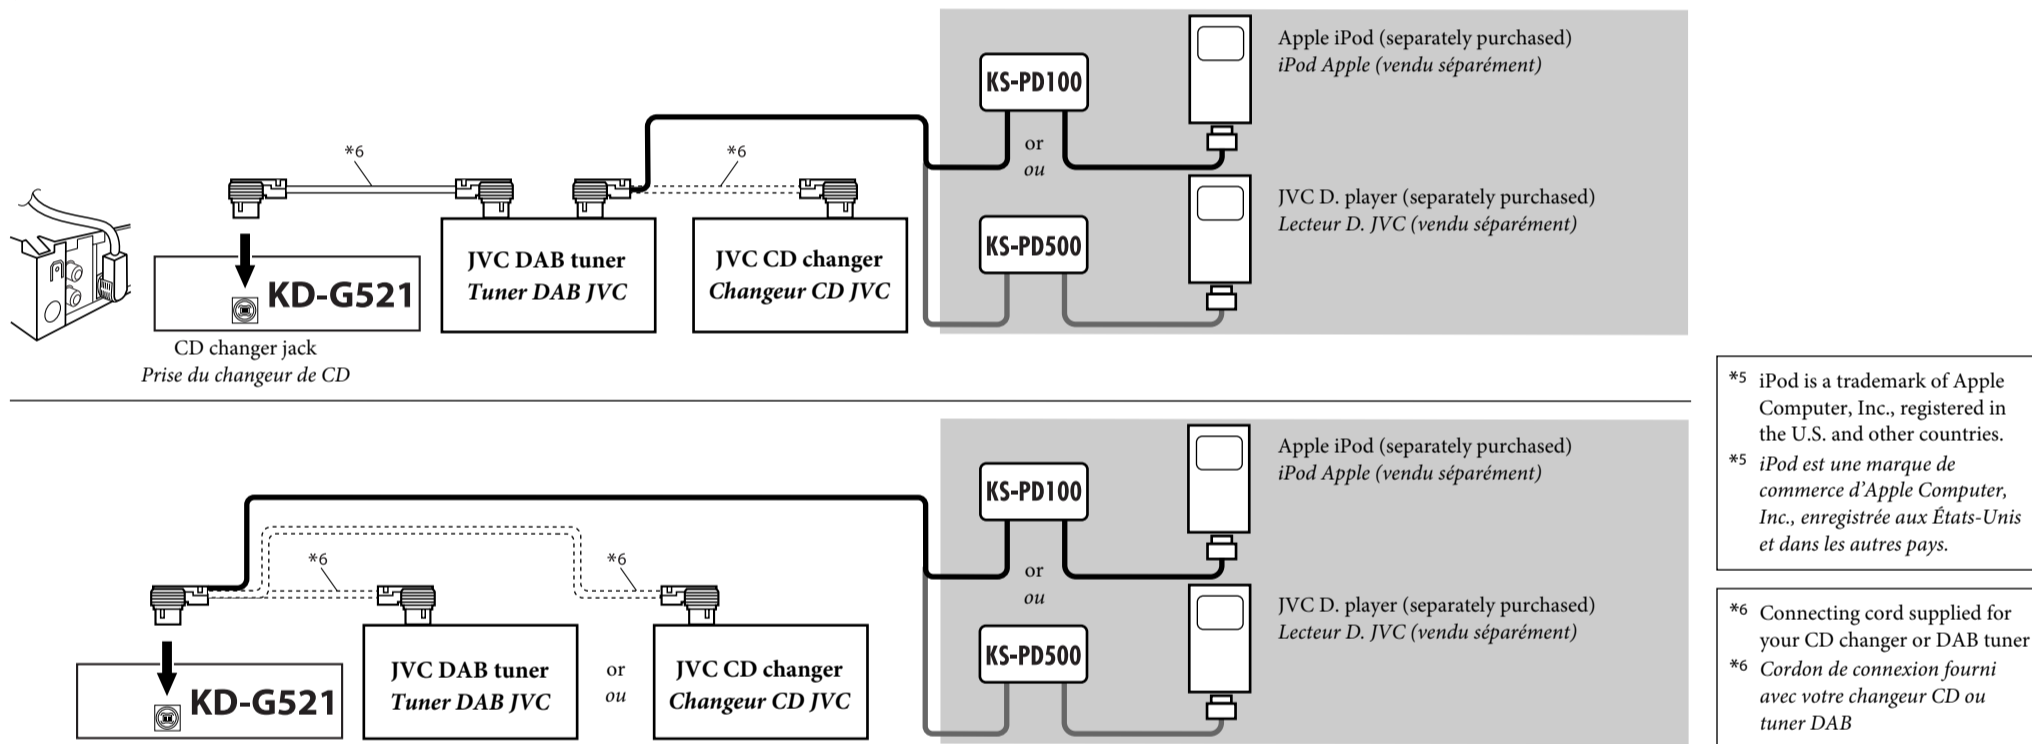 Apple iPod (separately purchased)
iPod Apple (vendu séparément)
KS-PD100
*6
*6
or
ou
JVC D. player (separately purchased)
Lecteur D. JVC (vendu séparément)
KS-PD500
JVC DAB tuner
Tuner DAB JVC
JVC CD changer
Changeur CD JVC
KD-G521
CD changer jack
Prise du changeur de CD
Apple iPod (separately purchased)
iPod Apple (vendu séparément)
KS-PD100
*6
*6
or
ou
JVC D. player (separately purchased)
Lecteur D. JVC (vendu séparément)
KS-PD500
JVC DAB tuner
Tuner DAB JVC
or
ou
JVC CD changer
Changeur CD JVC
KD-G521
*5 iPod is a trademark of Apple
Computer, Inc., registered in
the U.S. and other countries.
*5 iPod est une marque de
commerce d'Apple Computer,
Inc., enregistrée aux États-Unis
et dans les autres pays.
*6 Connecting cord supplied for
your CD changer or DAB tuner
*6 Cordon de connexion fourni
avec votre changeur CD ou
tuner DAB